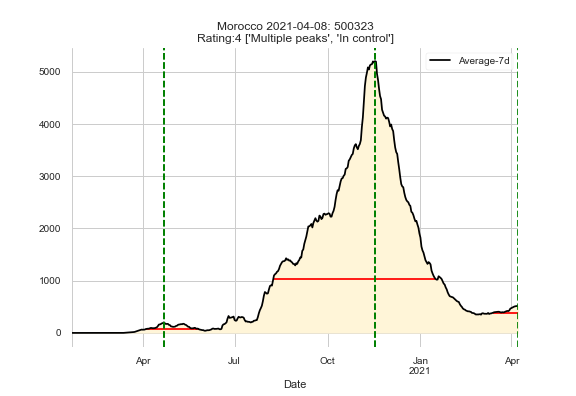 Morocco 2021-04-08: 500323
Rating:4 ['Multiple peaks', 'In control']
Average-7d
5000
4000
3000
2000
1000
0
Apr Jul Oct Jan Apr
2021
Date